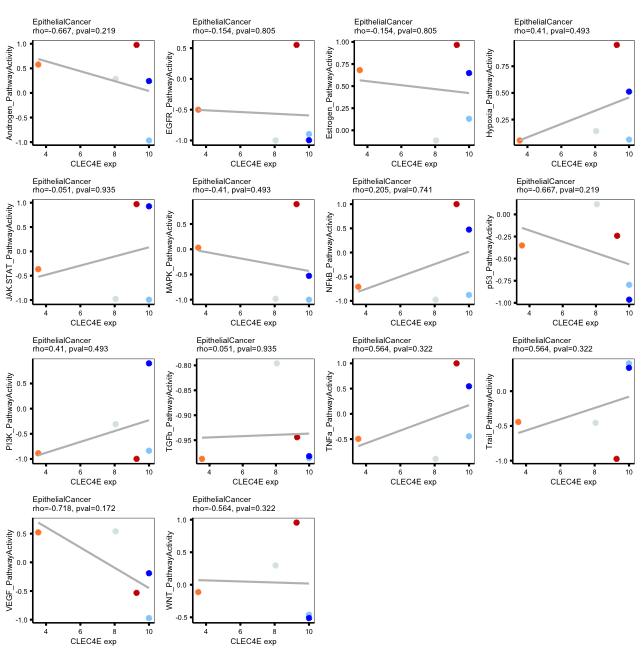 EpithelialCancer
rho=-0.667, pval=0.219
Androgen_PathwayActivity
1.0
0.5
0.0
-0.5
-1.0
4 6 8 10
CLEC4E exp
EpithelialCancer
rho=-0.154, pval=0.805
EGFR_PathwayActivity
0.5
0.0
-0.5
-1.0
4 6 8 10
CLEC4E exp
EpithelialCancer
rho=-0.154, pval=0.805
Estrogen_PathwayActivity
1.00
0.75
0.50
0.25
0.00
4 6 8 10
CLEC4E exp
EpithelialCancer
rho=0.41, pval=0.493
Hypoxia_PathwayActivity
0.75
0.50
0.25
4 6 8 10
CLEC4E exp
EpithelialCancer
rho=-0.051, pval=0.935
JAK.STAT_PathwayActivity
1.0
0.5
0.0
-0.5
-1.0
4 6 8 10
CLEC4E exp
EpithelialCancer
rho=-0.41, pval=0.493
MAPK_PathwayActivity
0.5
0.0
-0.5
-1.0
4 6 8 10
CLEC4E exp
EpithelialCancer
rho=0.205, pval=0.741
NFkB_PathwayActivity
1.0
0.5
0.0
-0.5
-1.0
4 6 8 10
CLEC4E exp
EpithelialCancer
rho=-0.667, pval=0.219
p53_PathwayActivity
0.00
-0.25
-0.50
-0.75
-1.00
4 6 8 10
CLEC4E exp
EpithelialCancer
rho=0.41, pval=0.493
PI3K_PathwayActivity
0.5
0.0
-0.5
-1.0
4 6 8 10
CLEC4E exp
EpithelialCancer
rho=0.051, pval=0.935
TGFb_PathwayActivity
-0.80
-0.85
-0.90
-0.95
4 6 8 10
CLEC4E exp
EpithelialCancer
rho=0.564, pval=0.322
TNFa_PathwayActivity
1.0
0.5
0.0
-0.5
4 6 8 10
CLEC4E exp
EpithelialCancer
rho=0.564, pval=0.322
Trail_PathwayActivity
0.0
-0.5
-1.0
4 6 8 10
CLEC4E exp
EpithelialCancer
rho=-0.718, pval=0.172
VEGF_PathwayActivity
0.5
0.0
-0.5
-1.0
4 6 8 10
CLEC4E exp
EpithelialCancer
rho=-0.564, pval=0.322
WNT_PathwayActivity
1.0
0.5
0.0
-0.5
4 6 8 10
CLEC4E exp